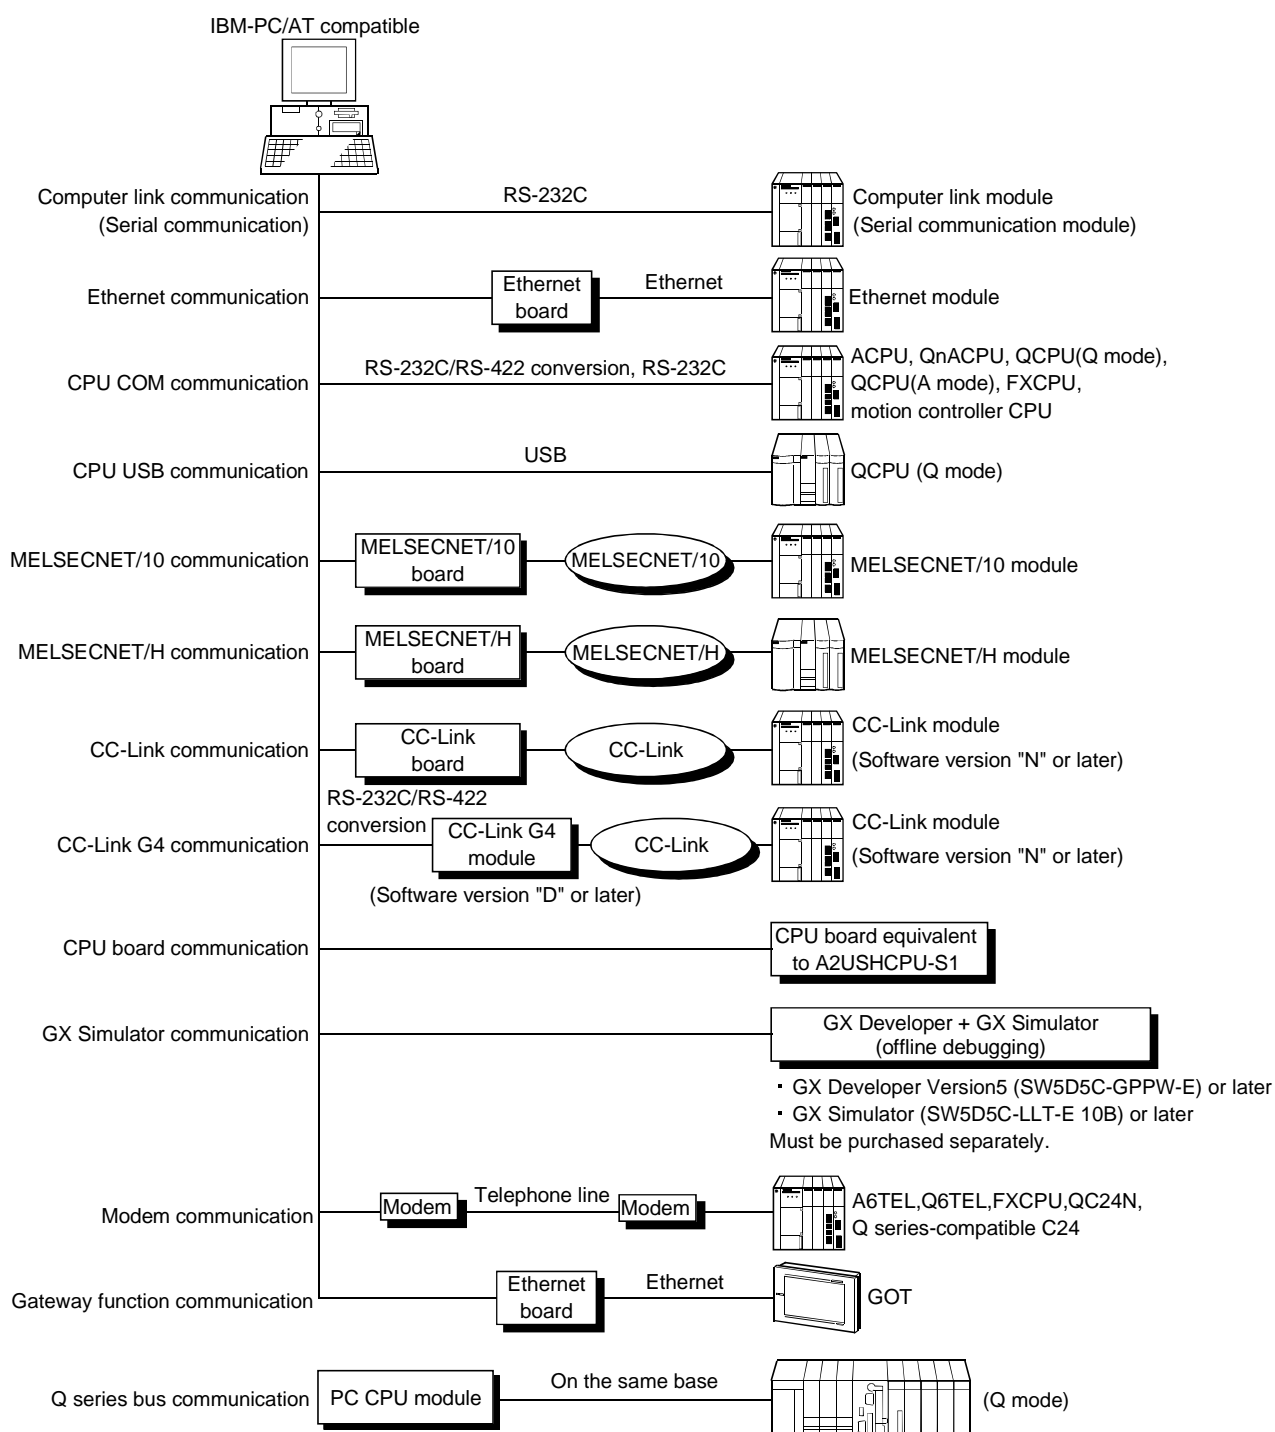 IBM-PC/AT compatible
Computer link communication
(Serial communication)
RS-232C
Computer link module
(Serial communication module)
Ethernet communication
Ethernet
board
Ethernet
Ethernet module
CPU COM communication
RS-232C/RS-422 conversion, RS-232C
ACPU, QnACPU, QCPU(Q mode),
QCPU(A mode), FXCPU,
motion controller CPU
CPU USB communication
USB
QCPU (Q mode)
MELSECNET/10 communication
MELSECNET/10
board
MELSECNET/10
MELSECNET/10 module
MELSECNET/H communication
MELSECNET/H
board
MELSECNET/H
MELSECNET/H module
CC-Link communication
CC-Link
board
CC-Link
CC-Link module
(Software version "N" or later)
CC-Link G4 communication
RS-232C/RS-422
conversion
CC-Link G4
module
(Software version "D" or later)
CC-Link
CC-Link module
(Software version "N" or later)
CPU board communication
CPU board equivalent
to A2USHCPU-S1
GX Simulator communication
GX Developer + GX Simulator
(offline debugging)
· GX Developer Version5 (SW5D5C-GPPW-E) or later
· GX Simulator (SW5D5C-LLT-E 10B) or later
Must be purchased separately.
Modem communication
Modem
Telephone line
Modem
A6TEL,Q6TEL,FXCPU,QC24N,
Q series-compatible C24
Gateway function communication
Ethernet
board
Ethernet
GOT
Q series bus communication
PC CPU module
On the same base
(Q mode)